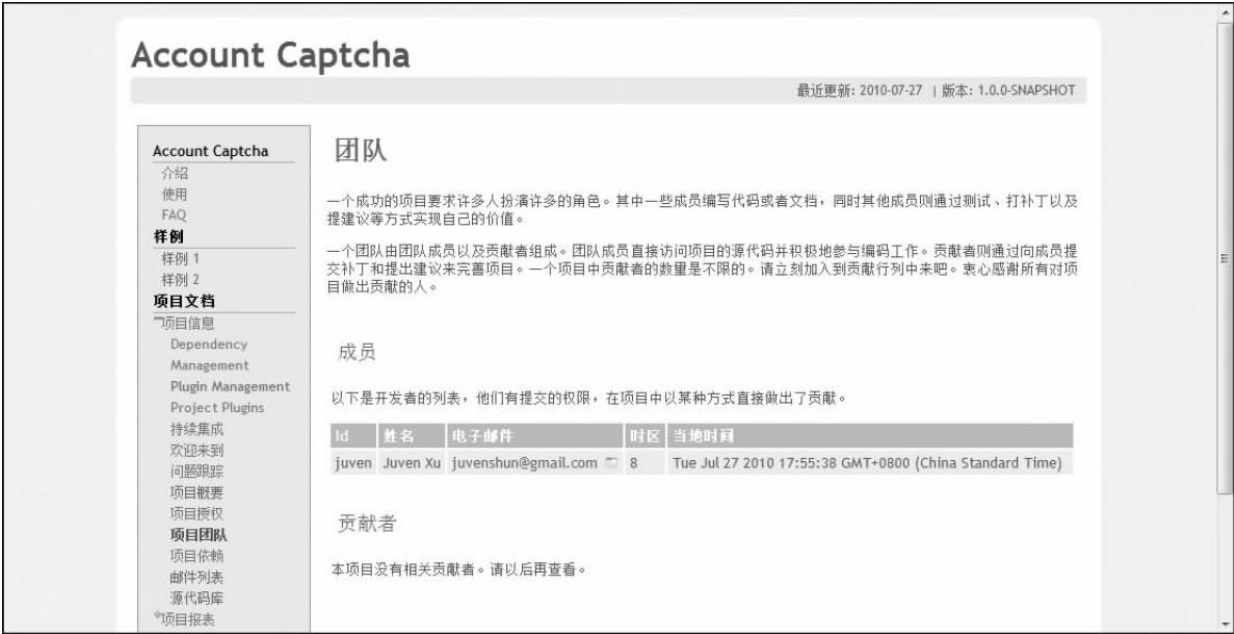 Account Captcha
最近更新: 2010-07-27 | 版本: 1.0.0-SNAPSHOT
Account Captcha
介绍
使用
FAQ
样例
样例 1
样例 2
项目文档
项目信息
Dependency
Management
Plugin Management
Project Plugins
持续集成
欢迎来到
问题跟踪
项目概要
项目授权
项目团队
项目依赖
邮件列表
源代码库
项目报表
团队
一个成功的项目要求许多人扮演许多的角色。其中一些成员编写代码或者文档，同时其他成员则通过测试、打补丁以及
提建议等方式实现自己的价值。
一个团队由团队成员以及贡献者组成。团队成员直接访问项目的源代码并积极地参与编码工作。贡献者则通过向成员提
交补丁和提出建议来完善项目。一个项目中贡献者的数量是不限的。请立刻加入到贡献行列中来吧。衷心感谢所有对项
目做出贡献的人。
成员
以下是开发者的列表，他们有提交的权限，在项目中以某种方式直接做出了贡献。
Id 姓名 电子邮件 时区 当地时间
juven Juven Xu juvenshun@gmail.com 8 Tue Jul 27 2010 17:55:38 GMT+0800 (China Standard Time)
贡献者
本项目没有相关贡献者。请以后再查看。